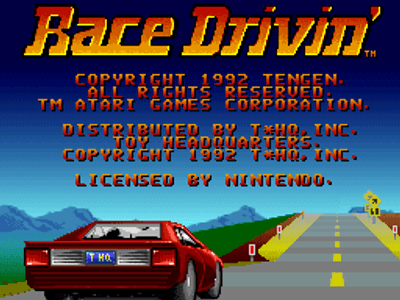 Race Drivin'
TM
COPYRIGHT 1992 TENGEN.
ALL RIGHTS RESERVED.
TM ATARI GAMES CORPORATION.
DISTRIBUTED BY T*HQ, INC.
TOY HEADQUARTERS.
COPYRIGHT 1992 T*HQ, INC.
LICENSED BY NINTENDO.
T HQ